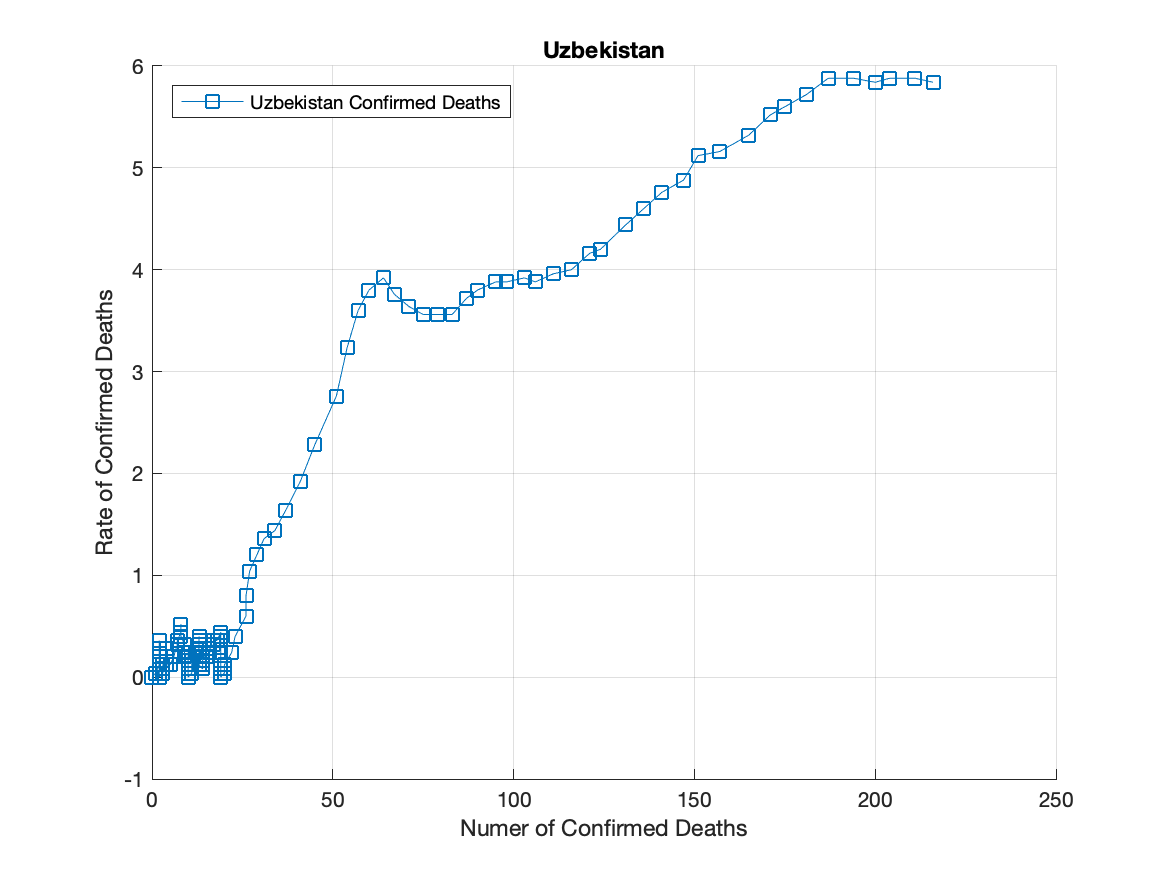 Uzbekistan
Uzbekistan Confirmed Deaths
Rate of Confirmed Deaths
6
5
4
3
2
1
0
-1
0 50 100 150 200 250
Numer of Confirmed Deaths